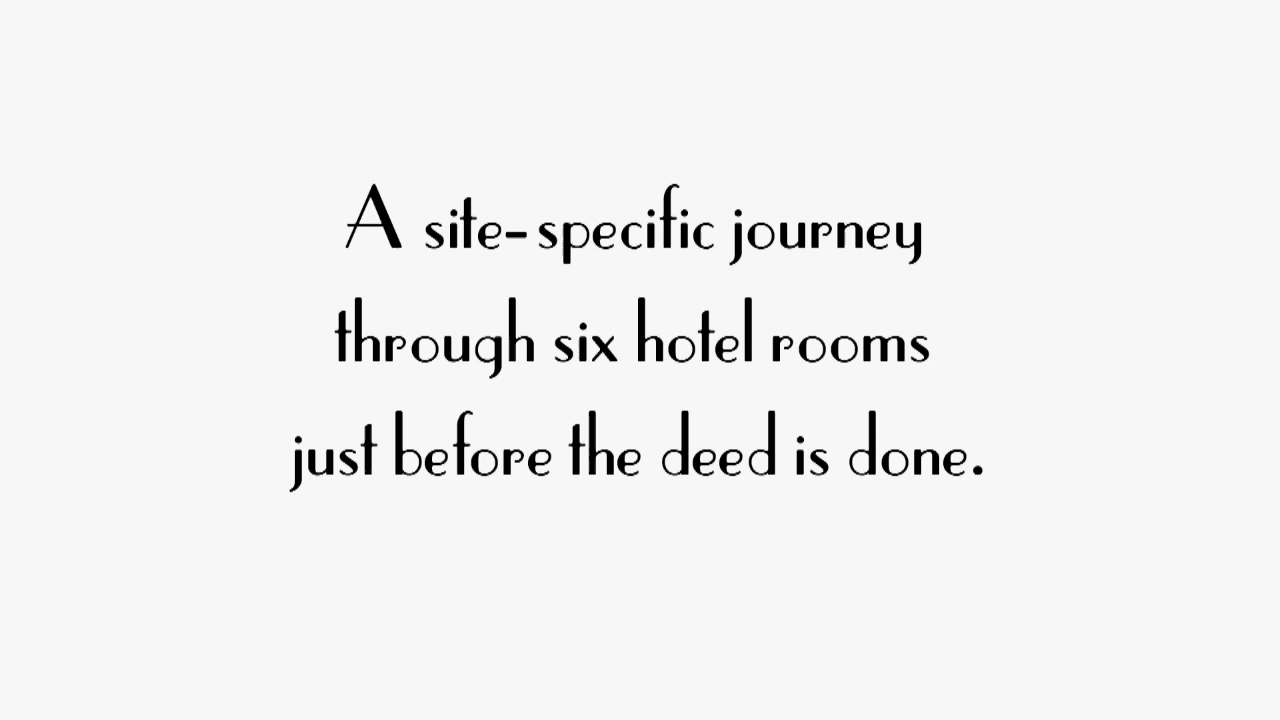 A site-specific journey
through six hotel rooms
just before the deed is done.